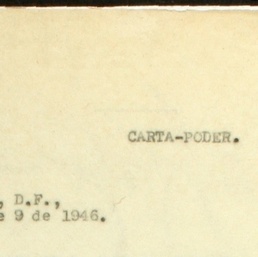 CARTA-PODER.
, D.F.,
e 9 de 1946.